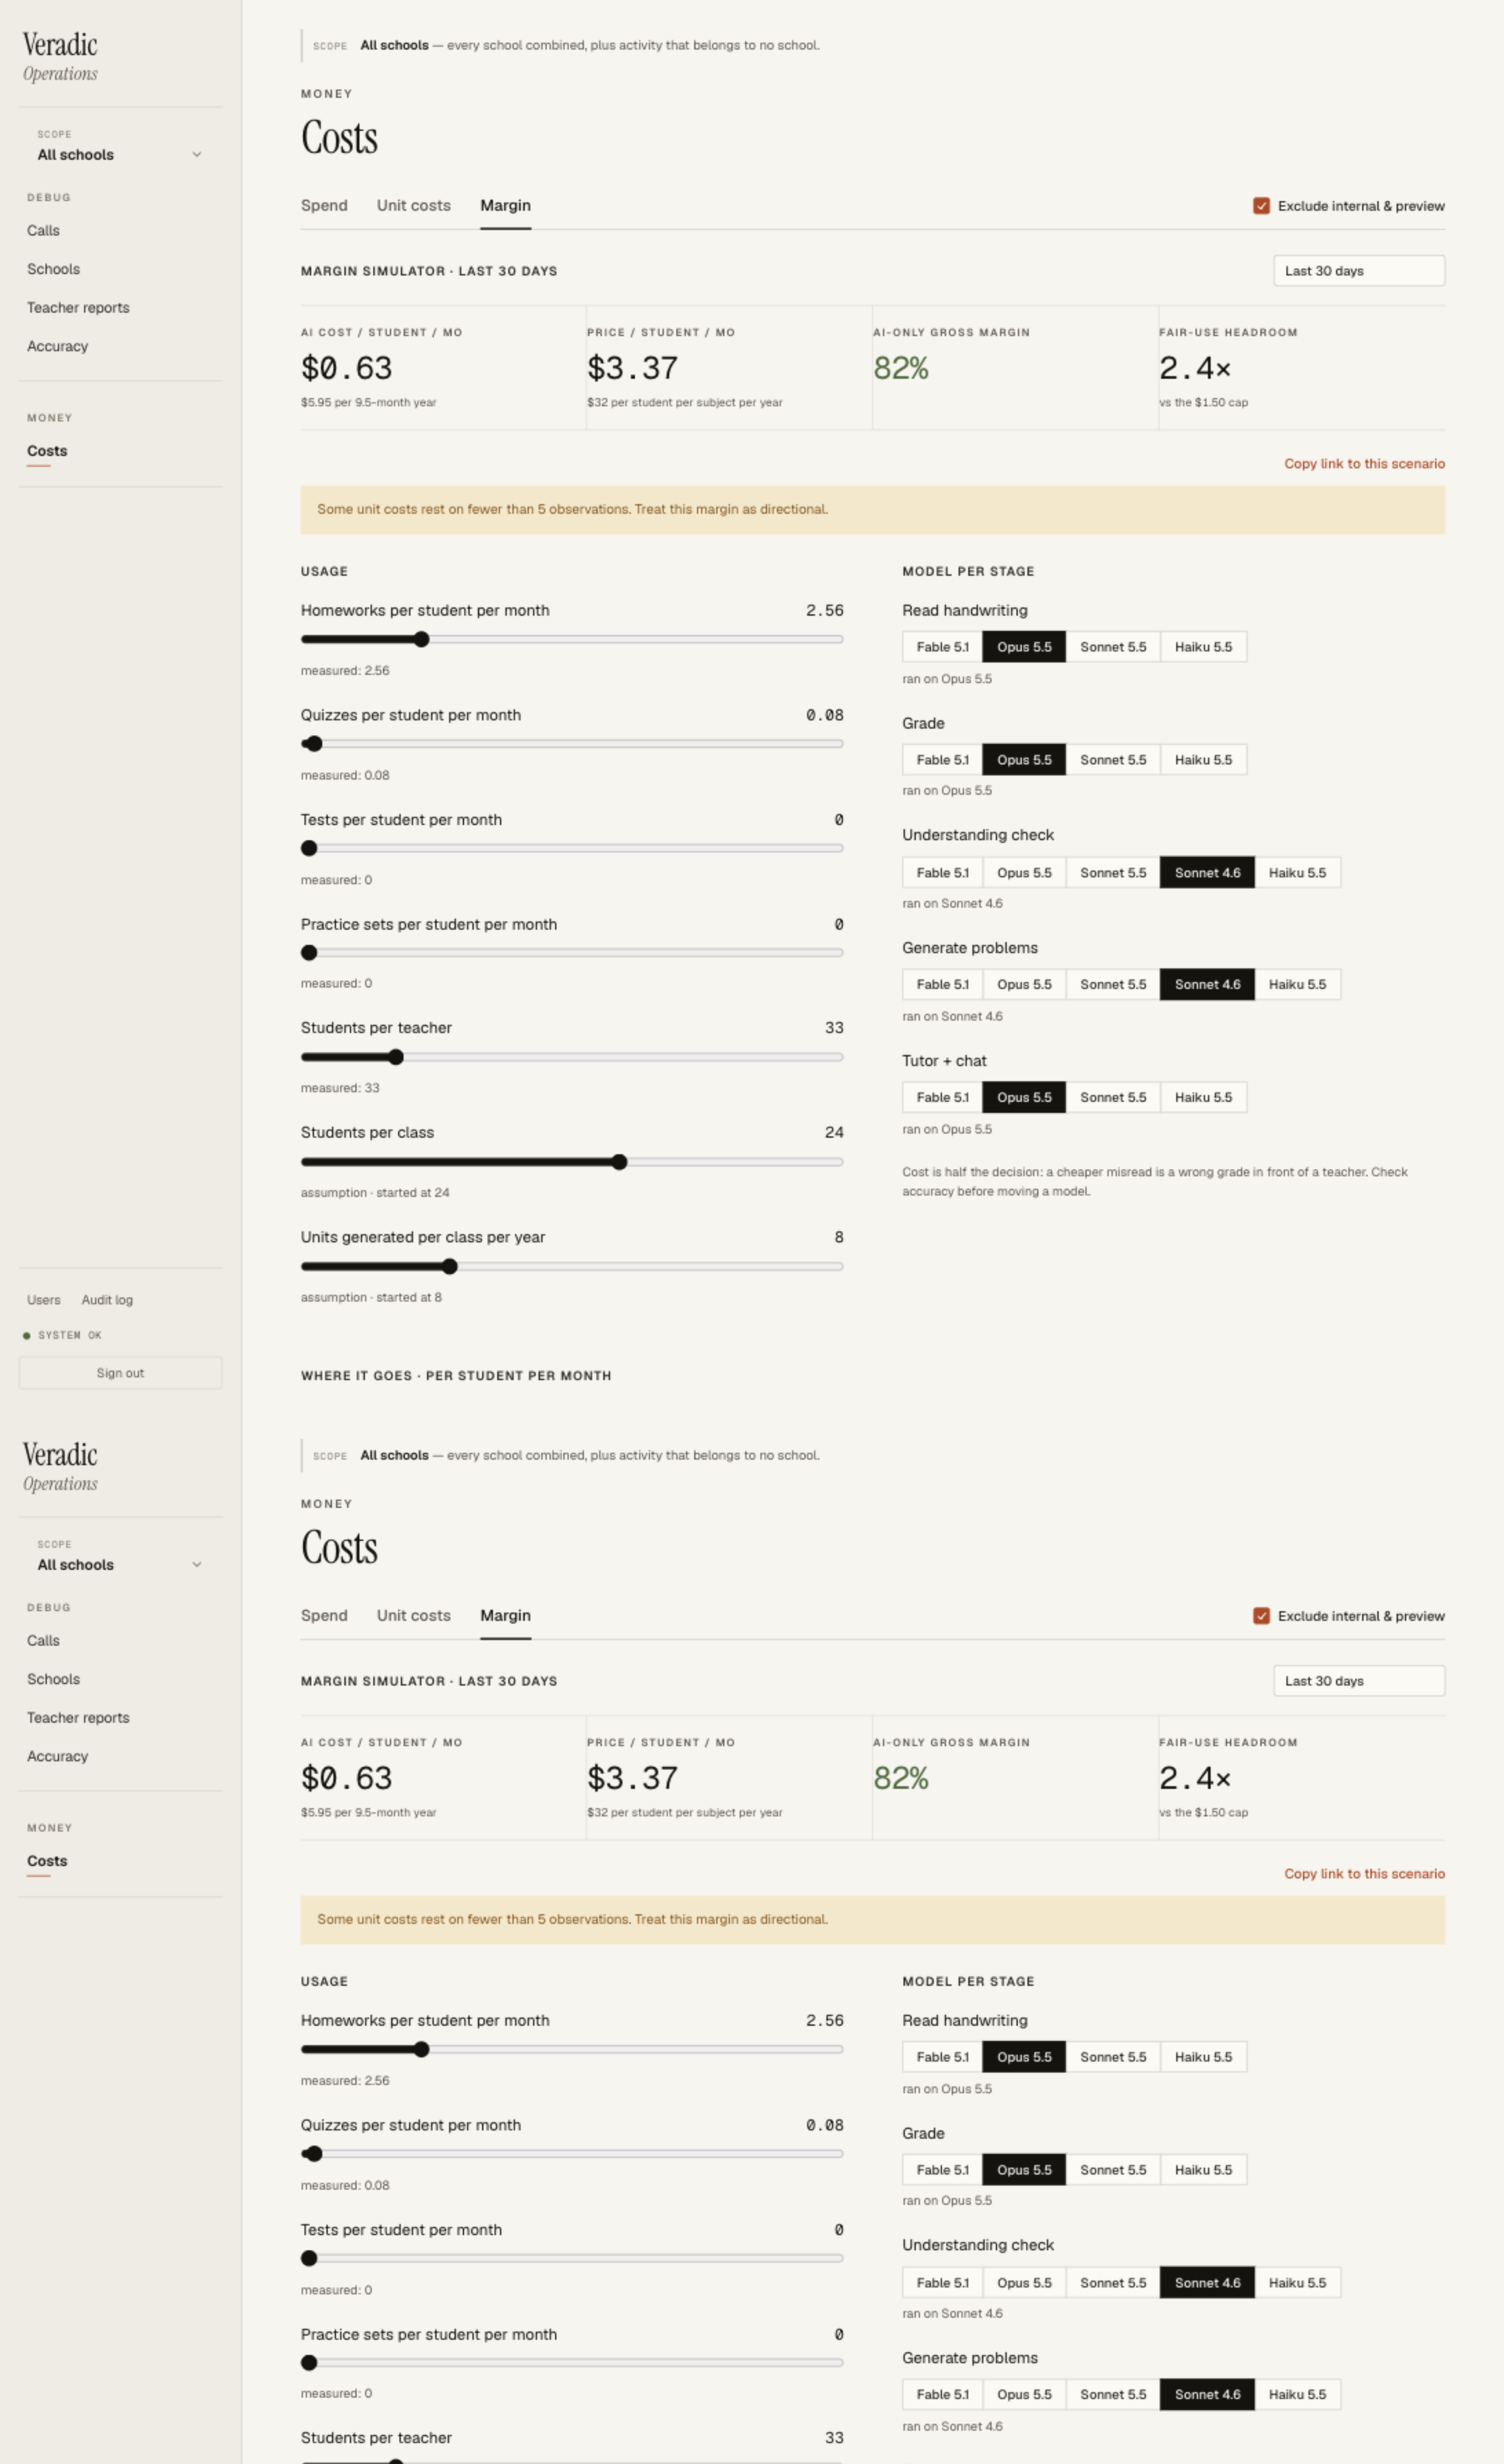 Veradic
Operations
SCOPE
All schools
DEBUG
Calls
Schools
Teacher reports
Accuracy
MONEY
Costs
Users Audit log
SYSTEM OK
Sign out
SCOPE All schools — every school combined, plus activity that belongs to no school.
MONEY
Costs
Spend Unit costs Margin
Exclude internal & preview
MARGIN SIMULATOR · LAST 30 DAYS
Last 30 days
AI COST / STUDENT / MO
$0.63
$5.95 per 9.5-month year
PRICE / STUDENT / MO
$3.37
$32 per student per subject per year
AI-ONLY GROSS MARGIN
82%
FAIR-USE HEADROOM
2.4×
vs the $1.50 cap
Copy link to this scenario
Some unit costs rest on fewer than 5 observations. Treat this margin as directional.
USAGE
Homeworks per student per month 2.56
measured: 2.56
Quizzes per student per month 0.08
measured: 0.08
Tests per student per month 0
measured: 0
Practice sets per student per month 0
measured: 0
Students per teacher 33
measured: 33
Students per class 24
assumption · started at 24
Units generated per class per year 8
assumption · started at 8
MODEL PER STAGE
Read handwriting
Fable 5.1 Opus 5.5 Sonnet 5.5 Haiku 5.5
ran on Opus 5.5
Grade
Fable 5.1 Opus 5.5 Sonnet 5.5 Haiku 5.5
ran on Opus 5.5
Understanding check
Fable 5.1 Opus 5.5 Sonnet 5.5 Sonnet 4.6 Haiku 5.5
ran on Sonnet 4.6
Generate problems
Fable 5.1 Opus 5.5 Sonnet 5.5 Sonnet 4.6 Haiku 5.5
ran on Sonnet 4.6
Tutor + chat
Fable 5.1 Opus 5.5 Sonnet 5.5 Haiku 5.5
ran on Opus 5.5
Cost is half the decision: a cheaper misread is a wrong grade in front of a teacher. Check
accuracy before moving a model.
WHERE IT GOES · PER STUDENT PER MONTH
Veradic
Operations
SCOPE
All schools
DEBUG
Calls
Schools
Teacher reports
Accuracy
MONEY
Costs
SCOPE All schools — every school combined, plus activity that belongs to no school.
MONEY
Costs
Spend Unit costs Margin
Exclude internal & preview
MARGIN SIMULATOR · LAST 30 DAYS
Last 30 days
AI COST / STUDENT / MO
$0.63
$5.95 per 9.5-month year
PRICE / STUDENT / MO
$3.37
$32 per student per subject per year
AI-ONLY GROSS MARGIN
82%
FAIR-USE HEADROOM
2.4×
vs the $1.50 cap
Copy link to this scenario
Some unit costs rest on fewer than 5 observations. Treat this margin as directional.
USAGE
Homeworks per student per month 2.56
measured: 2.56
Quizzes per student per month 0.08
measured: 0.08
Tests per student per month 0
measured: 0
Practice sets per student per month 0
measured: 0
Students per teacher 33
MODEL PER STAGE
Read handwriting
Fable 5.1 Opus 5.5 Sonnet 5.5 Haiku 5.5
ran on Opus 5.5
Grade
Fable 5.1 Opus 5.5 Sonnet 5.5 Haiku 5.5
ran on Opus 5.5
Understanding check
Fable 5.1 Opus 5.5 Sonnet 5.5 Sonnet 4.6 Haiku 5.5
ran on Sonnet 4.6
Generate problems
Fable 5.1 Opus 5.5 Sonnet 5.5 Sonnet 4.6 Haiku 5.5
ran on Sonnet 4.6